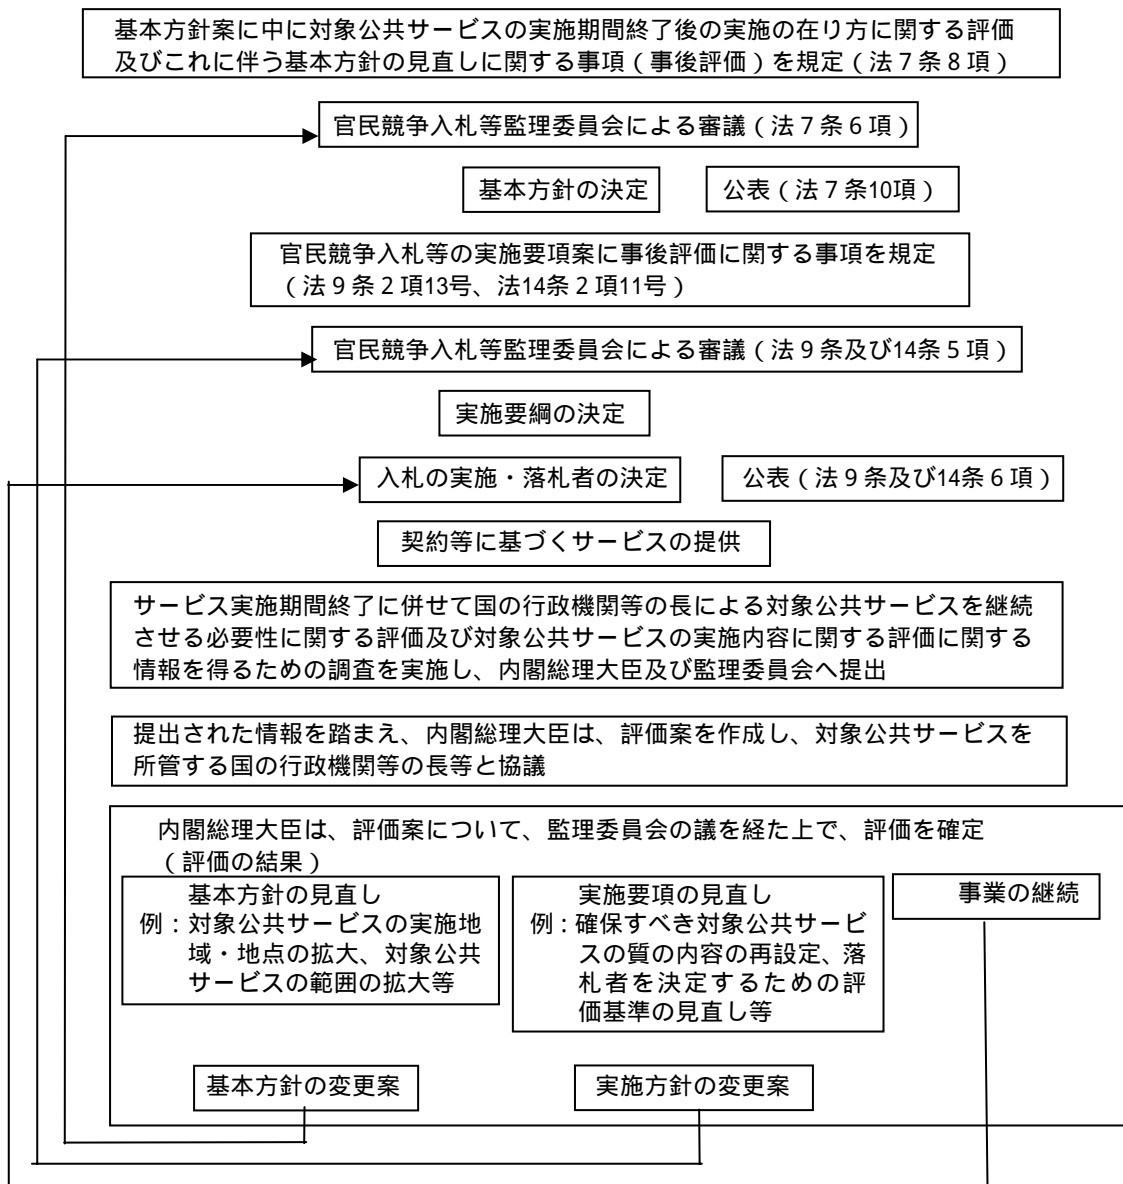 基本方針案に中に対象公共サービスの実施期間終了後の実施の在り方に関する評価
及びこれに伴う基本方針の見直しに関する事項（事後評価）を規定（法７条８項）
官民競争入札等監理委員会による審議（法７条６項）
基本方針の決定
公表（法７条10項）
官民競争入札等の実施要項案に事後評価に関する事項を規定
（法９条２項13号、法14条２項11号）
官民競争入札等監理委員会による審議（法９条及び14条５項）
実施要綱の決定
入札の実施・落札者の決定
公表（法９条及び14条６項）
契約等に基づくサービスの提供
サービス実施期間終了に併せて国の行政機関等の長による対象公共サービスを継続
させる必要性に関する評価及び対象公共サービスの実施内容に関する評価に関する
情報を得るための調査を実施し、内閣総理大臣及び監理委員会へ提出
提出された情報を踏まえ、内閣総理大臣は、評価案を作成し、対象公共サービスを
所管する国の行政機関等の長等と協議
内閣総理大臣は、評価案について、監理委員会の議を経た上で、評価を確定
（評価の結果）
基本方針の見直し
例：対象公共サービスの実施地
域・地点の拡大、対象公共
サービスの範囲の拡大等
実施要項の見直し
例：確保すべき対象公共サービ
スの質の内容の再設定、落
札者を決定するための評
価基準の見直し等
事業の継続
基本方針の変更案
実施方針の変更案